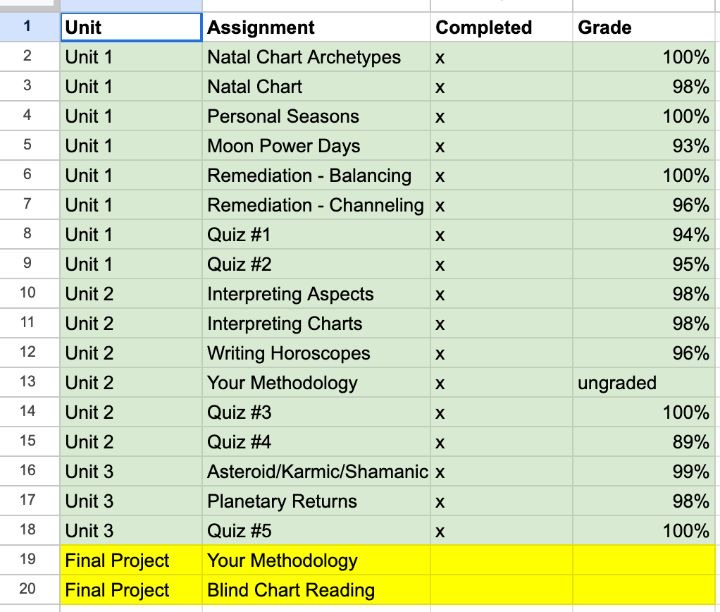 1 Unit Assignment Completed Grade
2 Unit 1 Natal Chart Archetypes x 100%
3 Unit 1 Natal Chart x 98%
4 Unit 1 Personal Seasons x 100%
5 Unit 1 Moon Power Days x 93%
6 Unit 1 Remediation - Balancing x 100%
7 Unit 1 Remediation - Channeling x 96%
8 Unit 1 Quiz #1 x 94%
9 Unit 1 Quiz #2 x 95%
10 Unit 2 Interpreting Aspects x 98%
11 Unit 2 Interpreting Charts x 98%
12 Unit 2 Writing Horoscopes x 96%
13 Unit 2 Your Methodology x ungraded
14 Unit 2 Quiz #3 x 100%
15 Unit 2 Quiz #4 x 89%
16 Unit 3 Asteroid/Karmic/Shamanic x 99%
17 Unit 3 Planetary Returns x 98%
18 Unit 3 Quiz #5 x 100%
19 Final Project Your Methodology
20 Final Project Blind Chart Reading